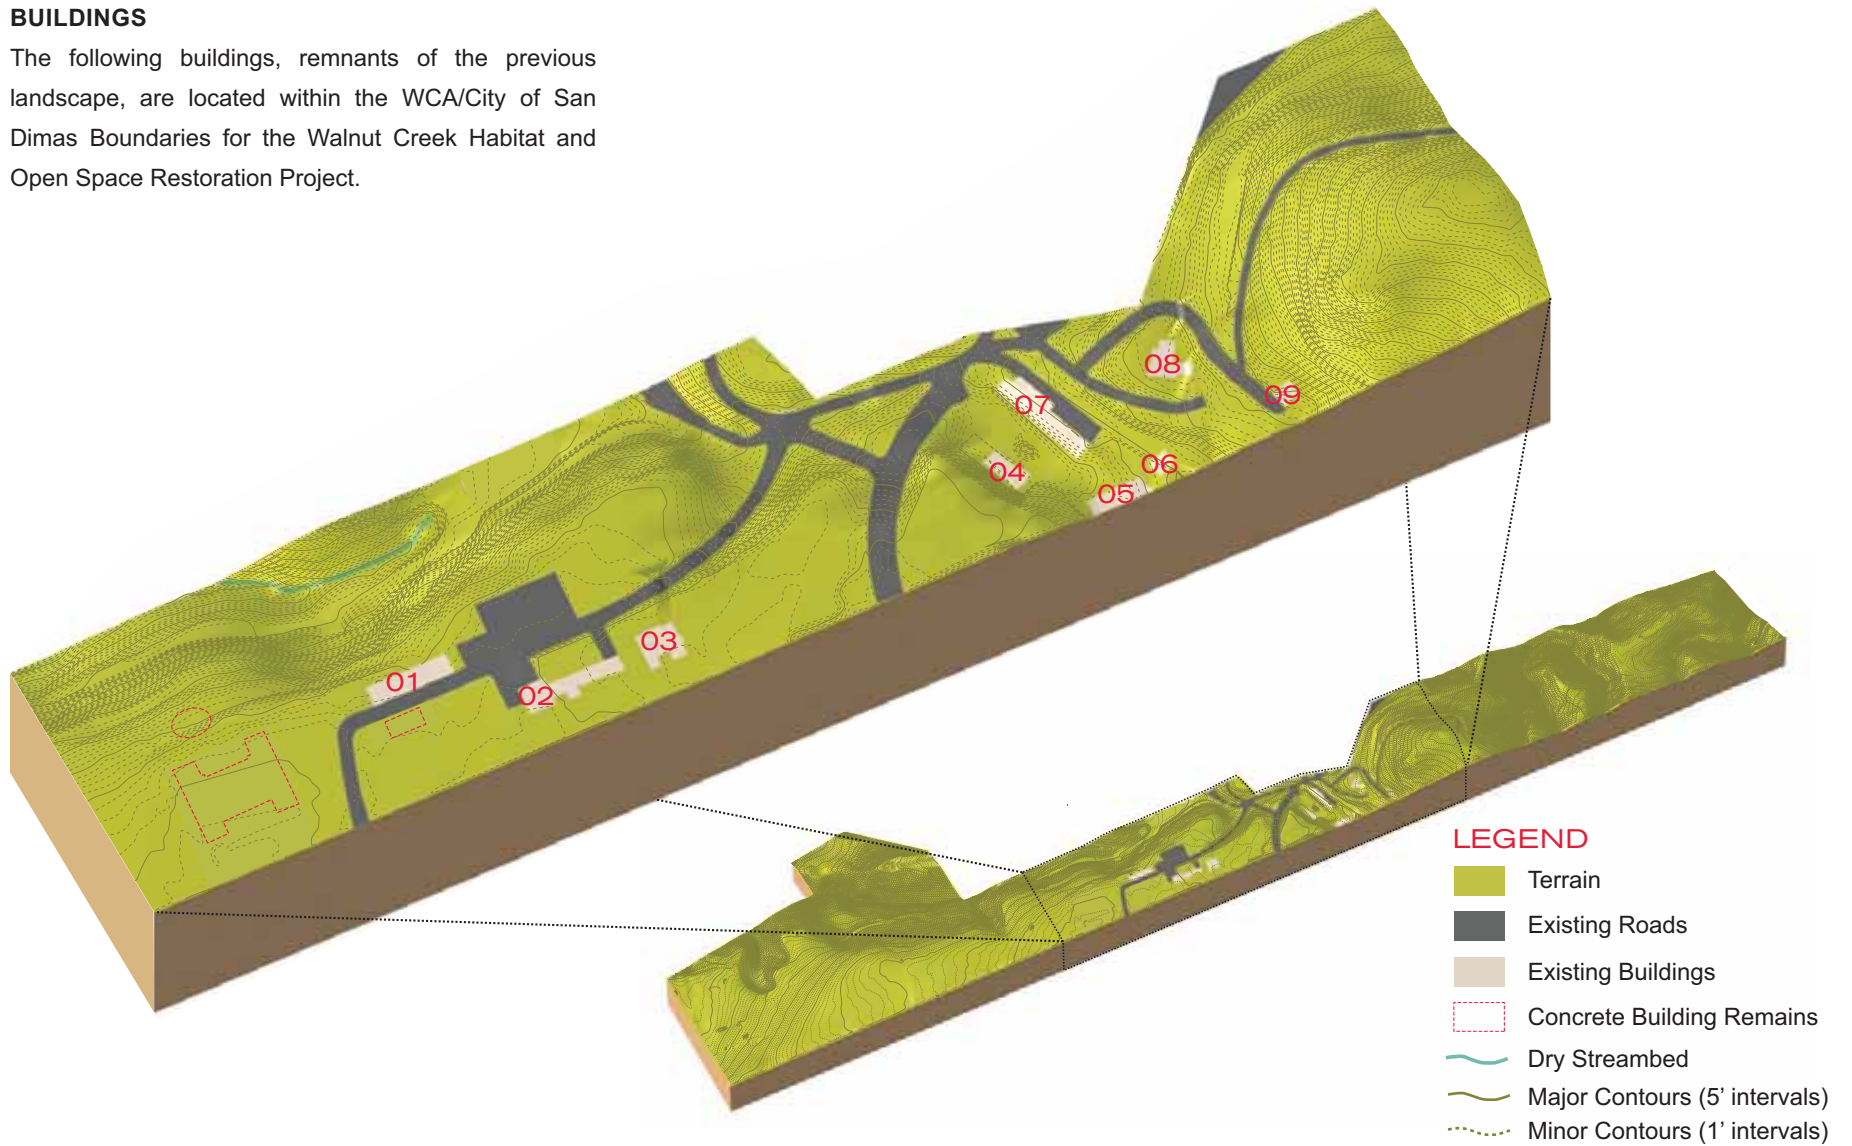 BUILDINGS
The following buildings, remnants of the previous
landscape, are located within the WCA/City of San
Dimas Boundaries for the Walnut Creek Habitat and
Open Space Restoration Project.
08
09
07
04
06
05
03
01
02
LEGEND
Terrain
Existing Roads
Existing Buildings
Concrete Building Remains
Dry Streambed
Major Contours (5’ intervals)
Minor Contours (1’ intervals)